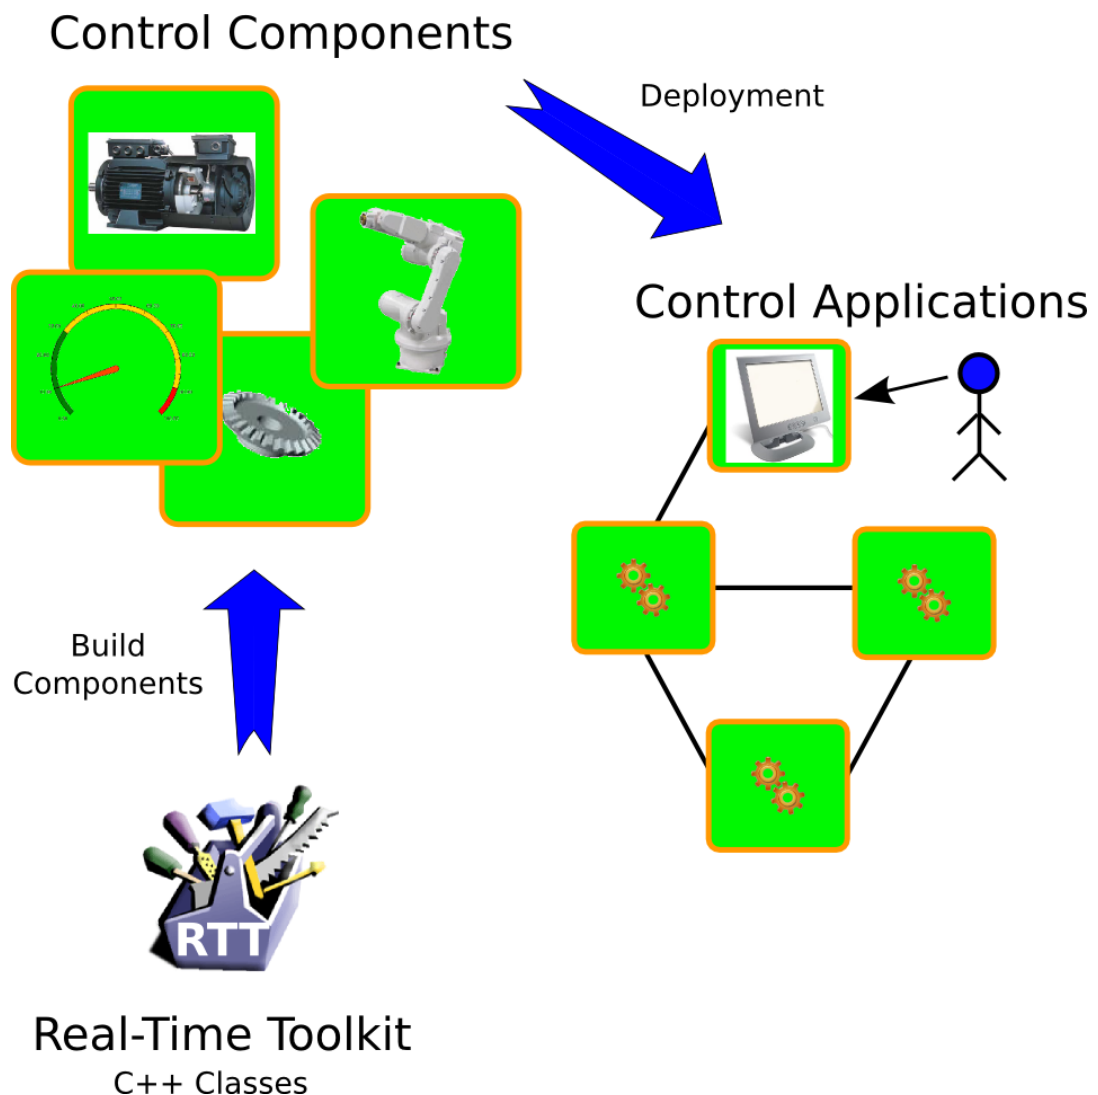 Control Components
Deployment
Control Applications
Build
Components
RTT
Real-Time Toolkit
C++ Classes